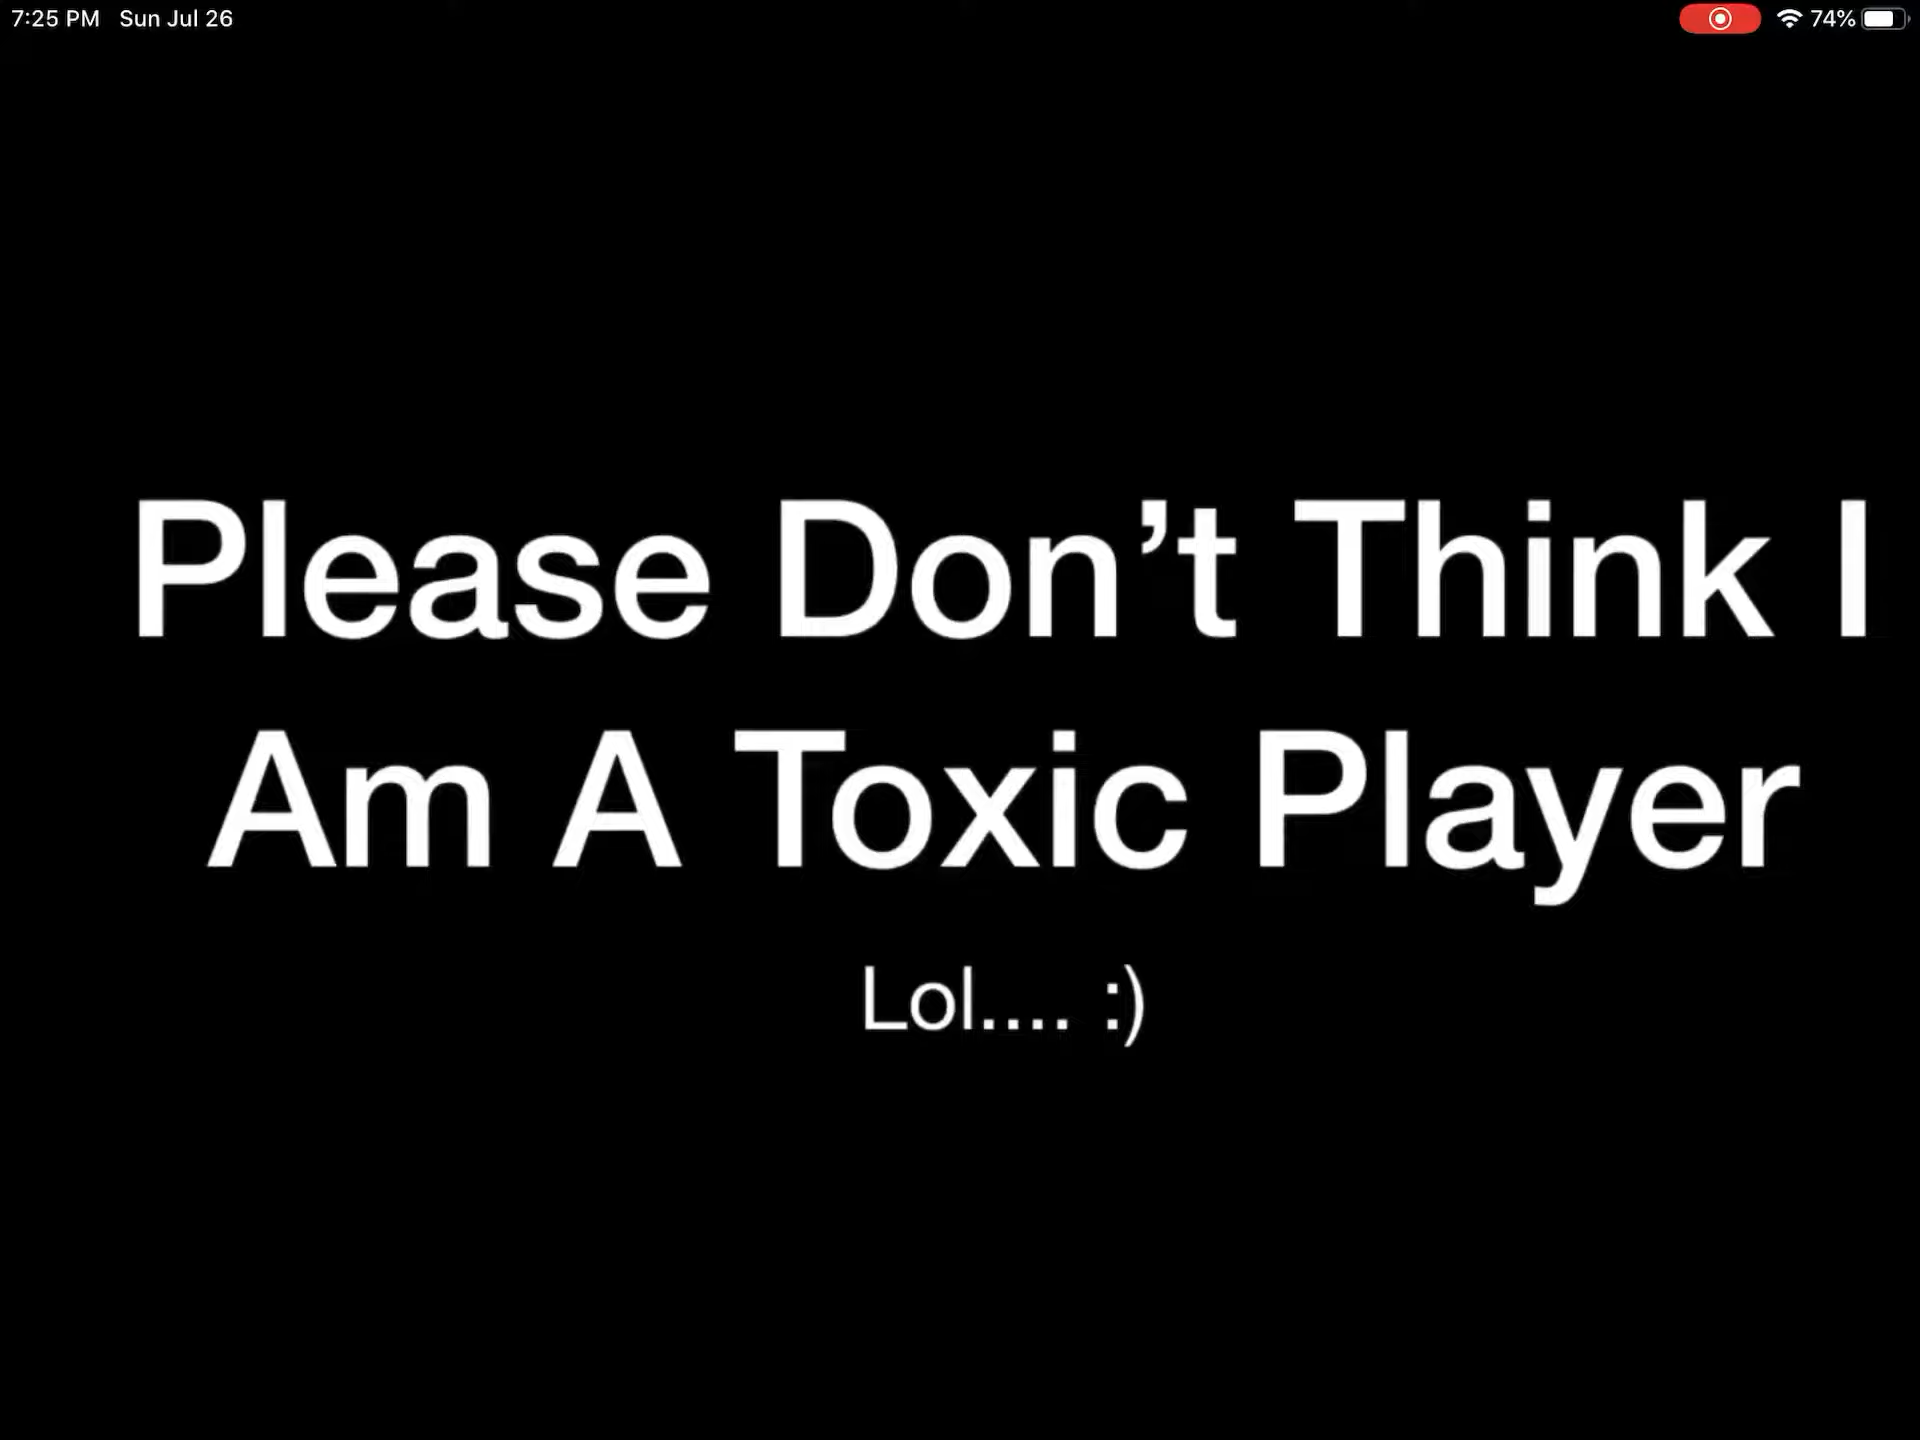 7:25 PM Sun Jul 26 74%
Please Don’t Think I
Am A Toxic Player
Lol.... :)